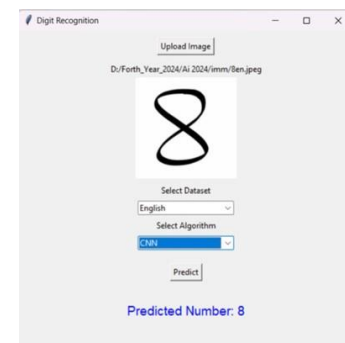 Digit Recognition
Upload Image
D:/Forth_Year_2024/Ai 2024/imm/8en.jpeg
8
Select Dataset
English
Select Algorithm
CNN
Predict
Predicted Number: 8